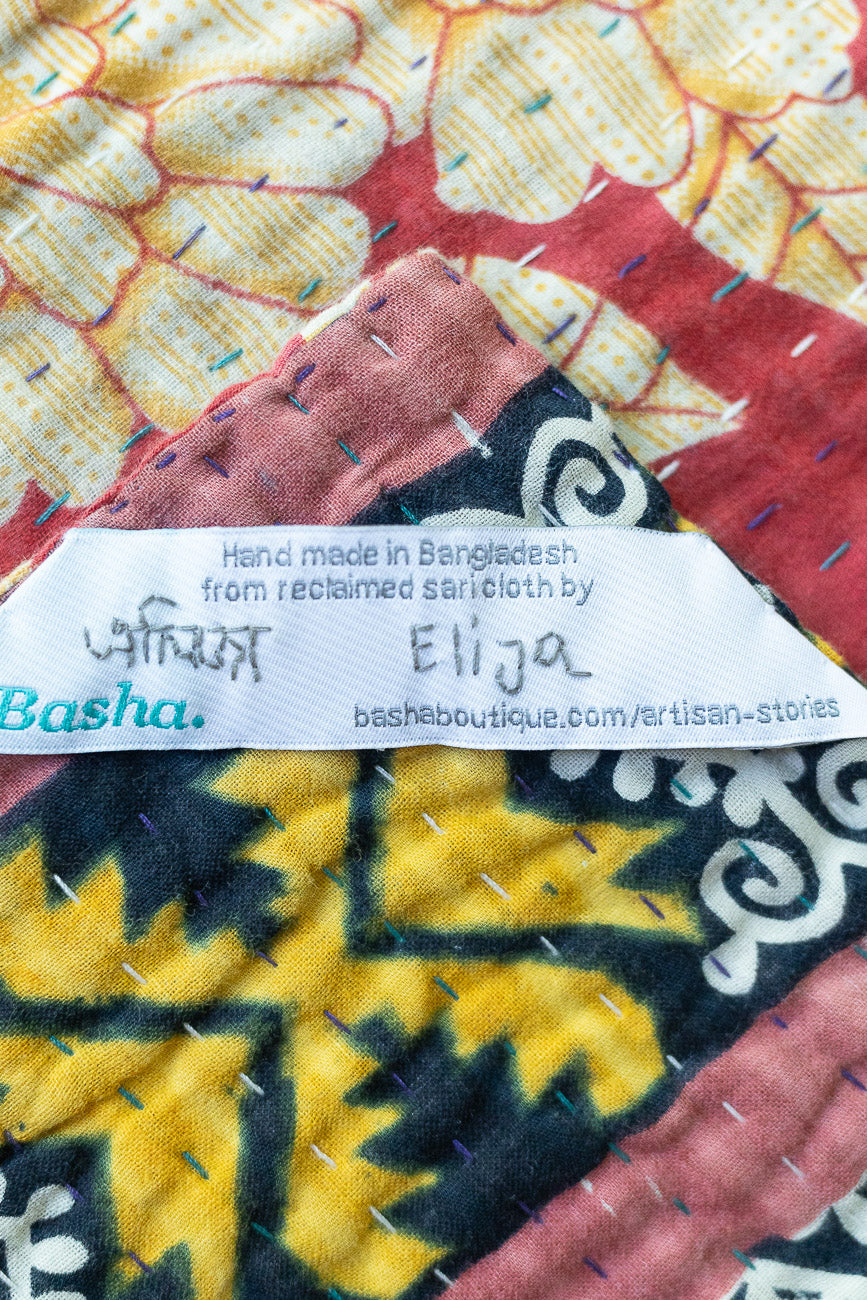 Hand made in Bangladesh
from reclaimed sari cloth by
এলিজা Elija
Basha.
bashaboutique.com/artisan-stories